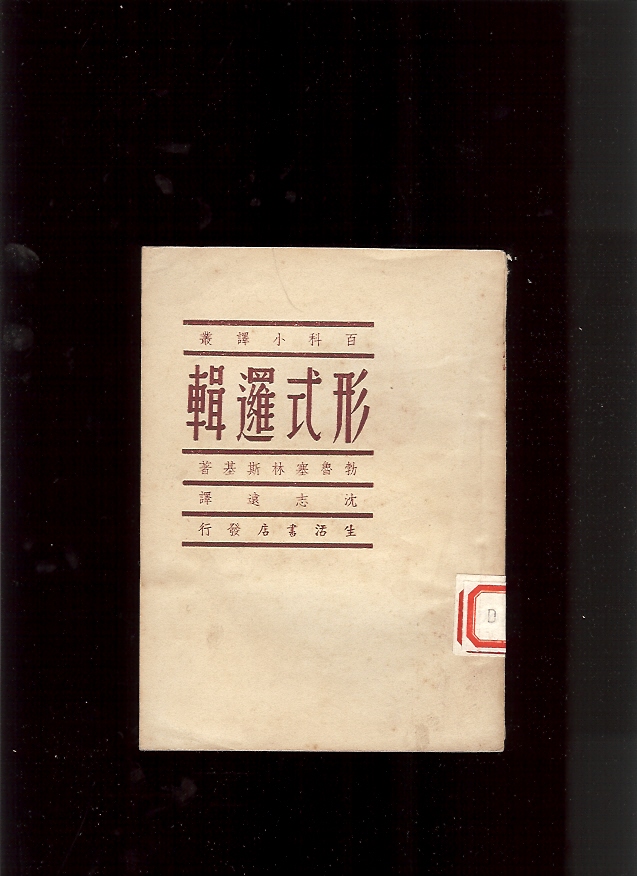 百科小譯叢
形式邏輯
勃魯塞林斯基著
沈志遠譯
生活書店發行
D